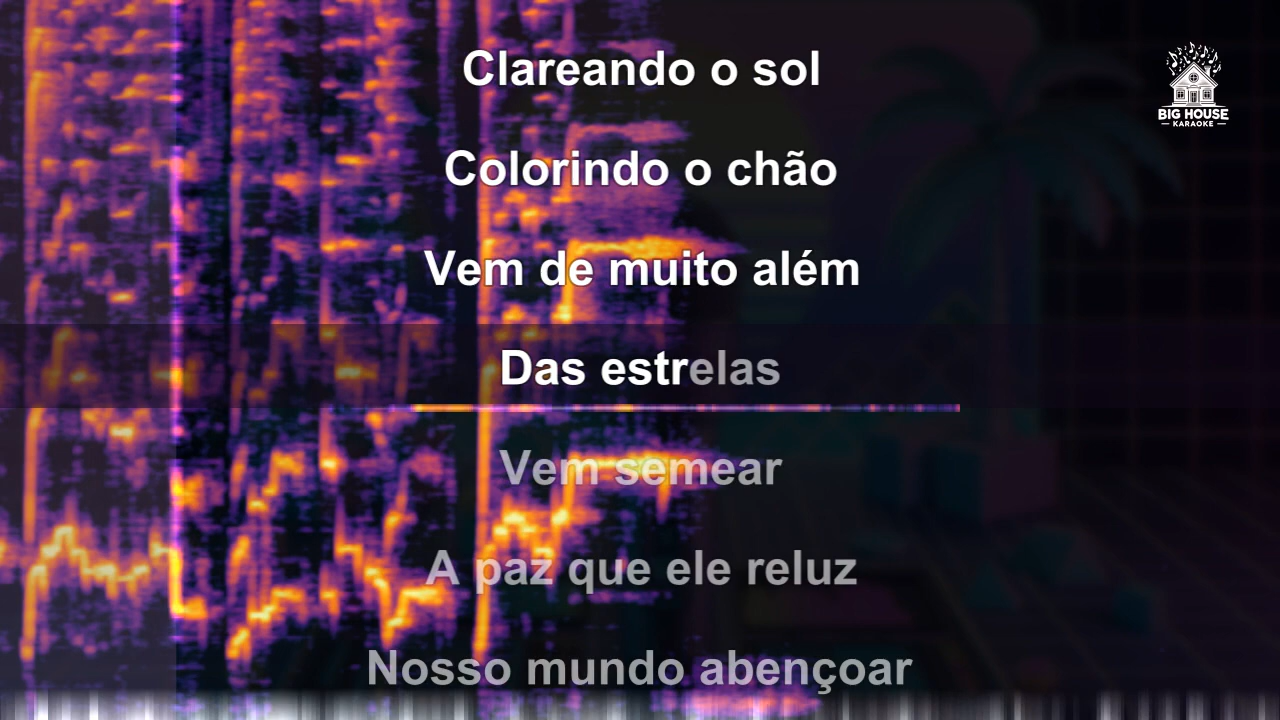 Clareando o sol
BIG HOUSE
KARAOKE
Colorindo o chão
Vem de muito além
Das estrelas
Vem semear
A paz que ele reluz
Nosso mundo abençoar